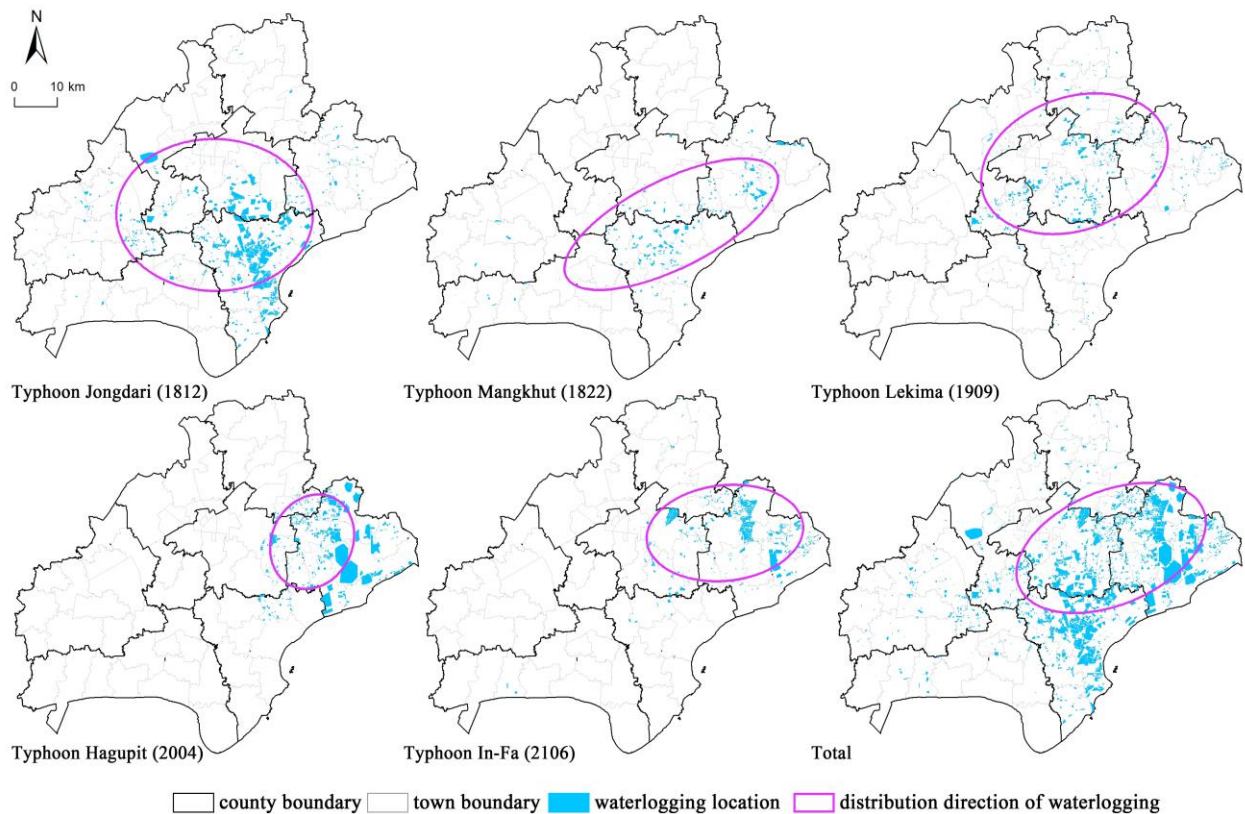 N
0 10 km
Typhoon Jongdari (1812)
Typhoon Mangkhut (1822)
Typhoon Lekima (1909)
Typhoon Hagupit (2004)
Typhoon In-Fa (2106)
Total
county boundary
town boundary
waterlogging location
distribution direction of waterlogging